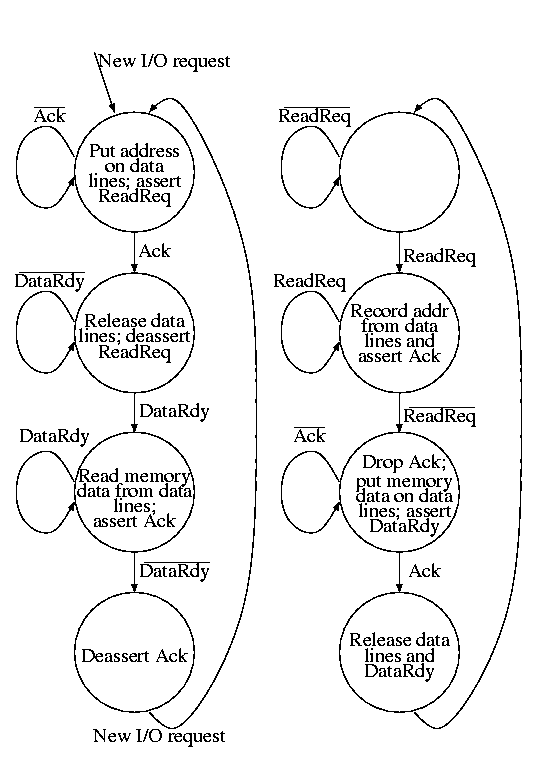 New I/O request
Ack
Put address
on data
lines; assert
ReadReq
Ack
DataRdy
Release data
lines; deassert
ReadReq
DataRdy
DataRdy
Read memory
data from data
lines;
assert Ack
DataRdy
Deassert Ack
New I/O request
ReadReq
ReadReq
ReadReq
Record addr
from data
lines and
assert Ack
ReadReq
Ack
Drop Ack;
put memory
data on data
lines; assert
DataRdy
Ack
Release data
lines and
DataRdy